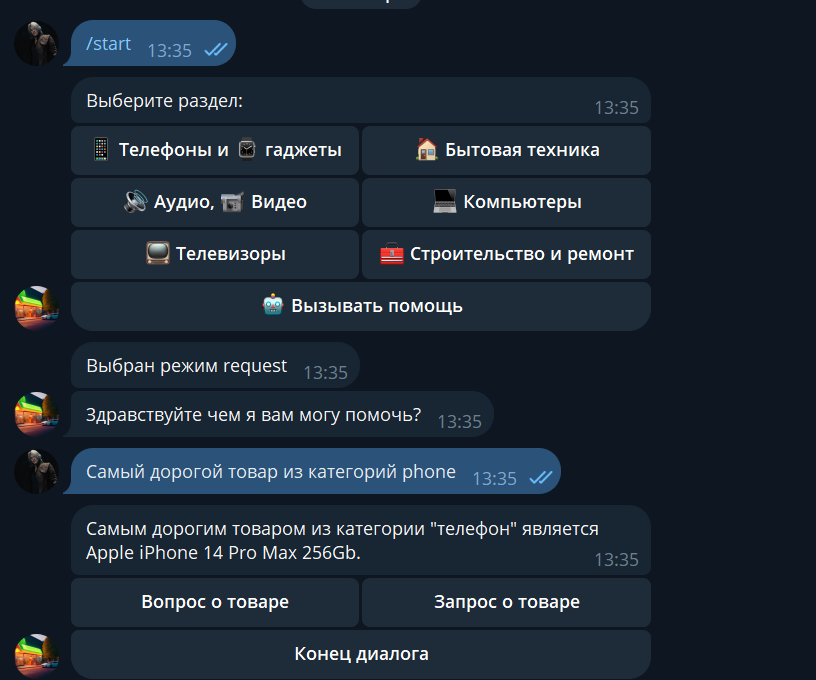 /start 13:35
Выберите раздел: 13:35
Телефоны и гаджеты
Бытовая техника
Аудио, Видео
Компьютеры
Телевизоры
Строительство и ремонт
Вызывать помощь
Выбран режим request 13:35
Здравствуйте чем я вам могу помочь? 13:35
Самый дорогой товар из категорий phone 13:35
Самым дорогим товаром из категории "телефон" является
Apple iPhone 14 Pro Max 256Gb. 13:35
Вопрос о товаре
Запрос о товаре
Конец диалога